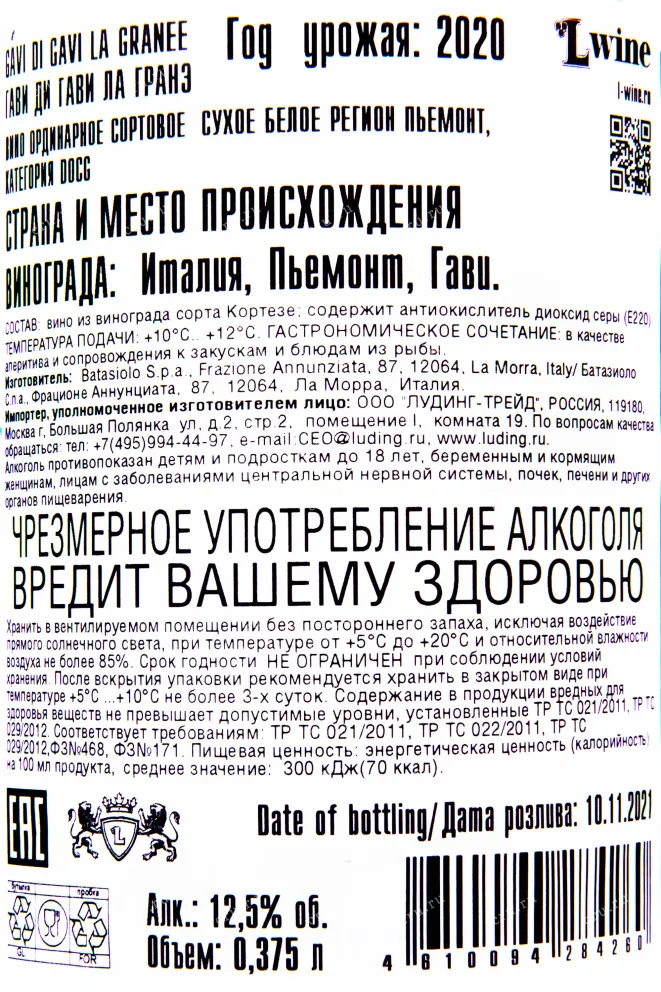 GAVI DI GAVI LA GRANEE
Год урожая: 2020
L wine
ГАВИ ДИ ГАВИ ЛА ГРАНЭ
l-wine.ru
ВИНО ОРДИНАРНОЕ СОРТОВОЕ СУХОЕ БЕЛОЕ РЕГИОН ПЬЕМОНТ,
КАТЕГОРИЯ DOCG
СТРАНА И МЕСТО ПРОИСХОЖДЕНИЯ
ВИНОГРАДА: Италия, Пьемонт, Гави.
СОСТАВ: вино из винограда сорта Кортезе; содержит антиокислитель диоксид серы (Е220)
ТЕМПЕРАТУРА ПОДАЧИ: +10°С.. +12°С. ГАСТРОНОМИЧЕСКОЕ СОЧЕТАНИЕ: в качестве
аперитива и сопровождения к закускам и блюдам из рыбы.
Изготовитель: Batasiolo S.p.a., Frazione Annunziata, 87, 12064, La Morra, Italy/ Батазиоло
С.п.а., Фрационе Аннунциата, 87, 12064, Ла Морра, Италия.
Импортер, уполномоченное изготовителем лицо: ООО "ЛУДИНГ-ТРЕЙД", РОССИЯ, 119180,
Москва г, Большая Полянка ул, д.2, стр.2, помещение I, комната 19. По вопросам качества
обращаться: тел: +7(495)994-44-97, e-mail:CEO@luding.ru, www.luding.ru.
Алкоголь противопоказан детям и подросткам до 18 лет, беременным и кормящим
женщинам, лицам с заболеваниями центральной нервной системы, почек, печени и других
органов пищеварения.
ЧРЕЗМЕРНОЕ УПОТРЕБЛЕНИЕ АЛКОГОЛЯ
ВРЕДИТ ВАШЕМУ ЗДОРОВЬЮ
Хранить в вентилируемом помещении без постороннего запаха, исключая воздействие
прямого солнечного света, при температуре от +5°С до +20°С и относительной влажности
воздуха не более 85%. Срок годности НЕ ОГРАНИЧЕН при соблюдении условий
хранения. После вскрытия упаковки рекомендуется хранить в закрытом виде при
температуре +5°С ...+10°С не более 3-х суток. Содержание в продукции вредных для
здоровья веществ не превышает допустимые уровни, установленные ТР ТС 021/2011, ТР ТС
029/2012. Соответствует требованиям: ТР ТС 021/2011, ТР ТС 022/2011, ТР ТС
029/2012,ФЗ№468, ФЗ№171. Пищевая ценность: энергетическая ценность (калорийность)
на 100 мл продукта, среднее значение: 300 кДж(70 ккал).
EAC
L
Date of bottling/Дата розлива: 10.11.2021
бутылка
пробка
GL
FOR
Алк.: 12,5% об.
Объем: 0,375 л
4 610094 284260